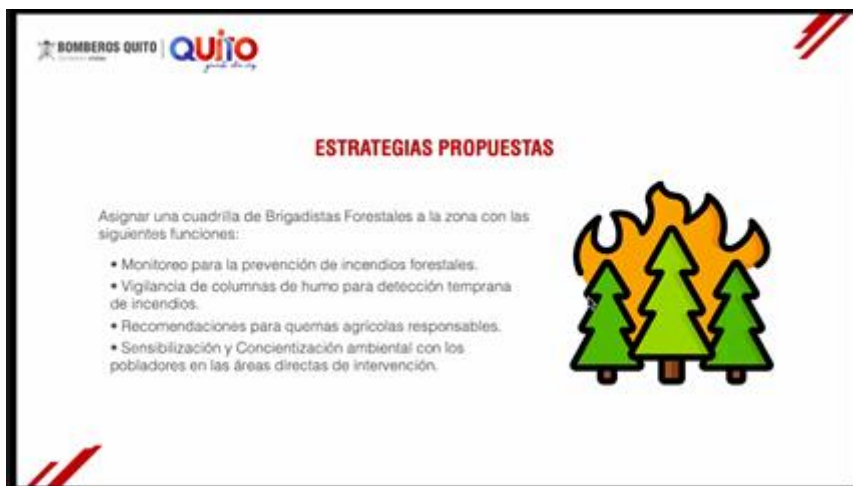 BOMBEROS QUITO
QUITO
ESTRATEGIAS PROPUESTAS
Asignar una cuadrilla de Brigadistas Forestales a la zona con las
siguientes funciones:
• Monitoreo para la prevención de incendios forestales.
• Vigilancia de columnas de humo para detección temprana
de incendios.
• Recomendaciones para quemas agrícolas responsables.
• Sensibilización y Concientización ambiental con los
pobladores en las áreas directas de intervención.